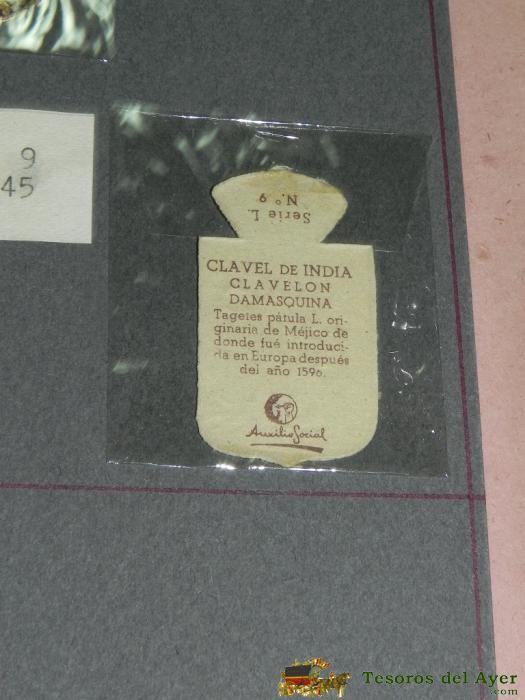 9
45
Serie L.
N.º 9
CLAVEL DE INDIA
CLAVELON
DAMASQUINA
Tagetes pátula L. ori-
ginaria de Méjico de
donde fué introduci-
da en Europa después
del año 1596.
Auxilio Social
Tesoros del Ayer
.com